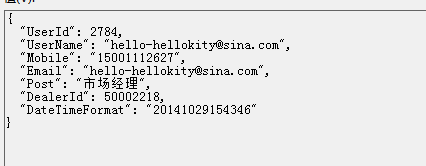 {
"UserId": 2784,
"UserName": "hello-hellokity@sina.com",
"Mobile": "15001112627",
"Email": "hello-hellokity@sina.com",
"Post": "市场经理",
"DealerId": 50002218,
"DateTimeFormat": "20141029154346"
}